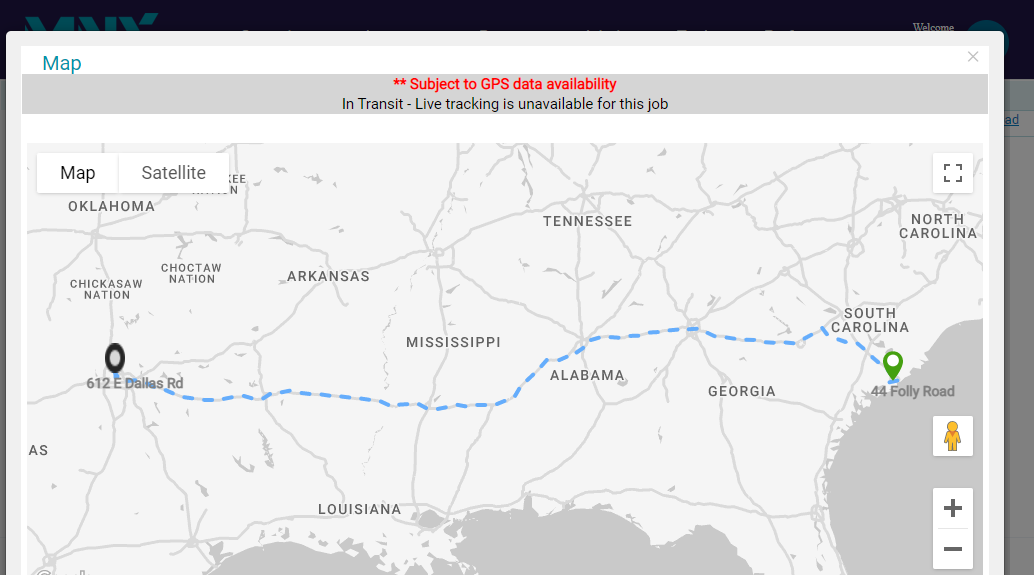 MNX
Welcome
Map
×
** Subject to GPS data availability
In Transit - Live tracking is unavailable for this job
ad
Map
Satellite
KEE
NATION
OKLAHOMA
TENNESSEE
NORTH
CAROLINA
CHOCTAW
NATION
CHICKASAW
NATION
ARKANSAS
SOUTH
CAROLINA
MISSISSIPPI
612 E Dallas Rd
ALABAMA
GEORGIA
44 Folly Road
AS
LOUISIANA